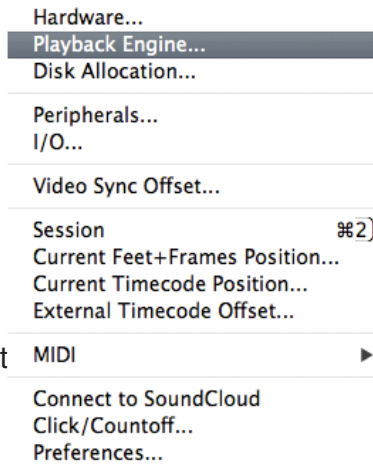 Hardware...
Playback Engine...
Disk Allocation...
Peripherals...
I/O...
Video Sync Offset...
Session ⌘2
Current Feet+Frames Position...
Current Timecode Position...
External Timecode Offset...
t MIDI ▶
Connect to SoundCloud
Click/Countoff...
Preferences...